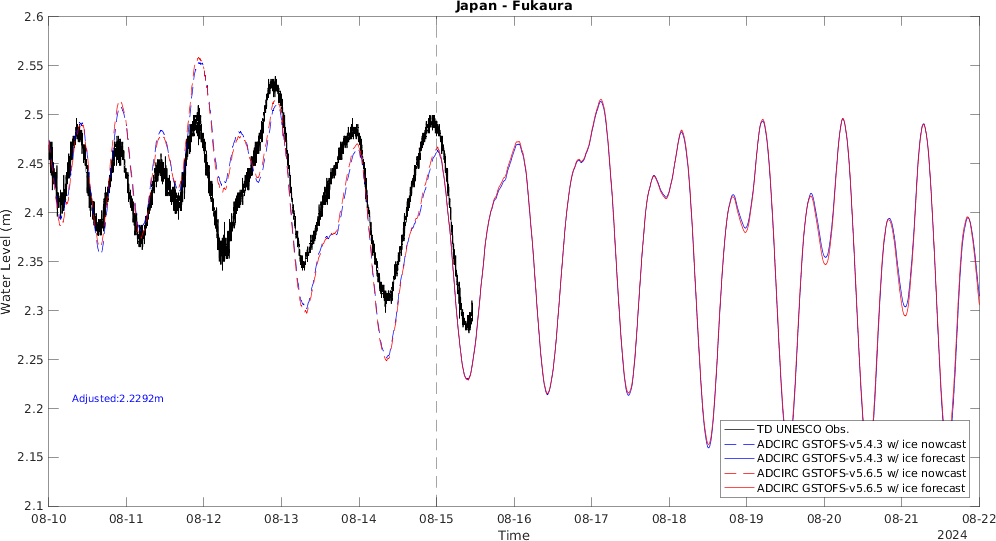 Japan - Fukaura
2.6
2.55
2.5
2.45
2.4
2.35
2.3
2.25
2.2
2.15
2.1
Water Level (m)
Adjusted:2.2292m
TD UNESCO Obs.
ADCIRC GSTOFS-v5.4.3 w/ ice nowcast
ADCIRC GSTOFS-v5.4.3 w/ ice forecast
ADCIRC GSTOFS-v5.6.5 w/ ice nowcast
ADCIRC GSTOFS-v5.6.5 w/ ice forecast
08-10 08-11 08-12 08-13 08-14 08-15 08-16 08-17 08-18 08-19 08-20 08-21 08-22
Time
2024